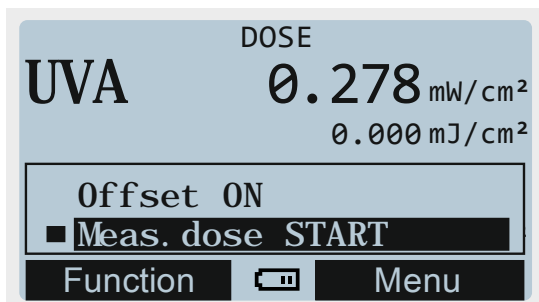 DOSE
UVA 0.278 mW/cm²
0.000 mJ/cm²
Offset ON
Meas. dose START
Function Menu